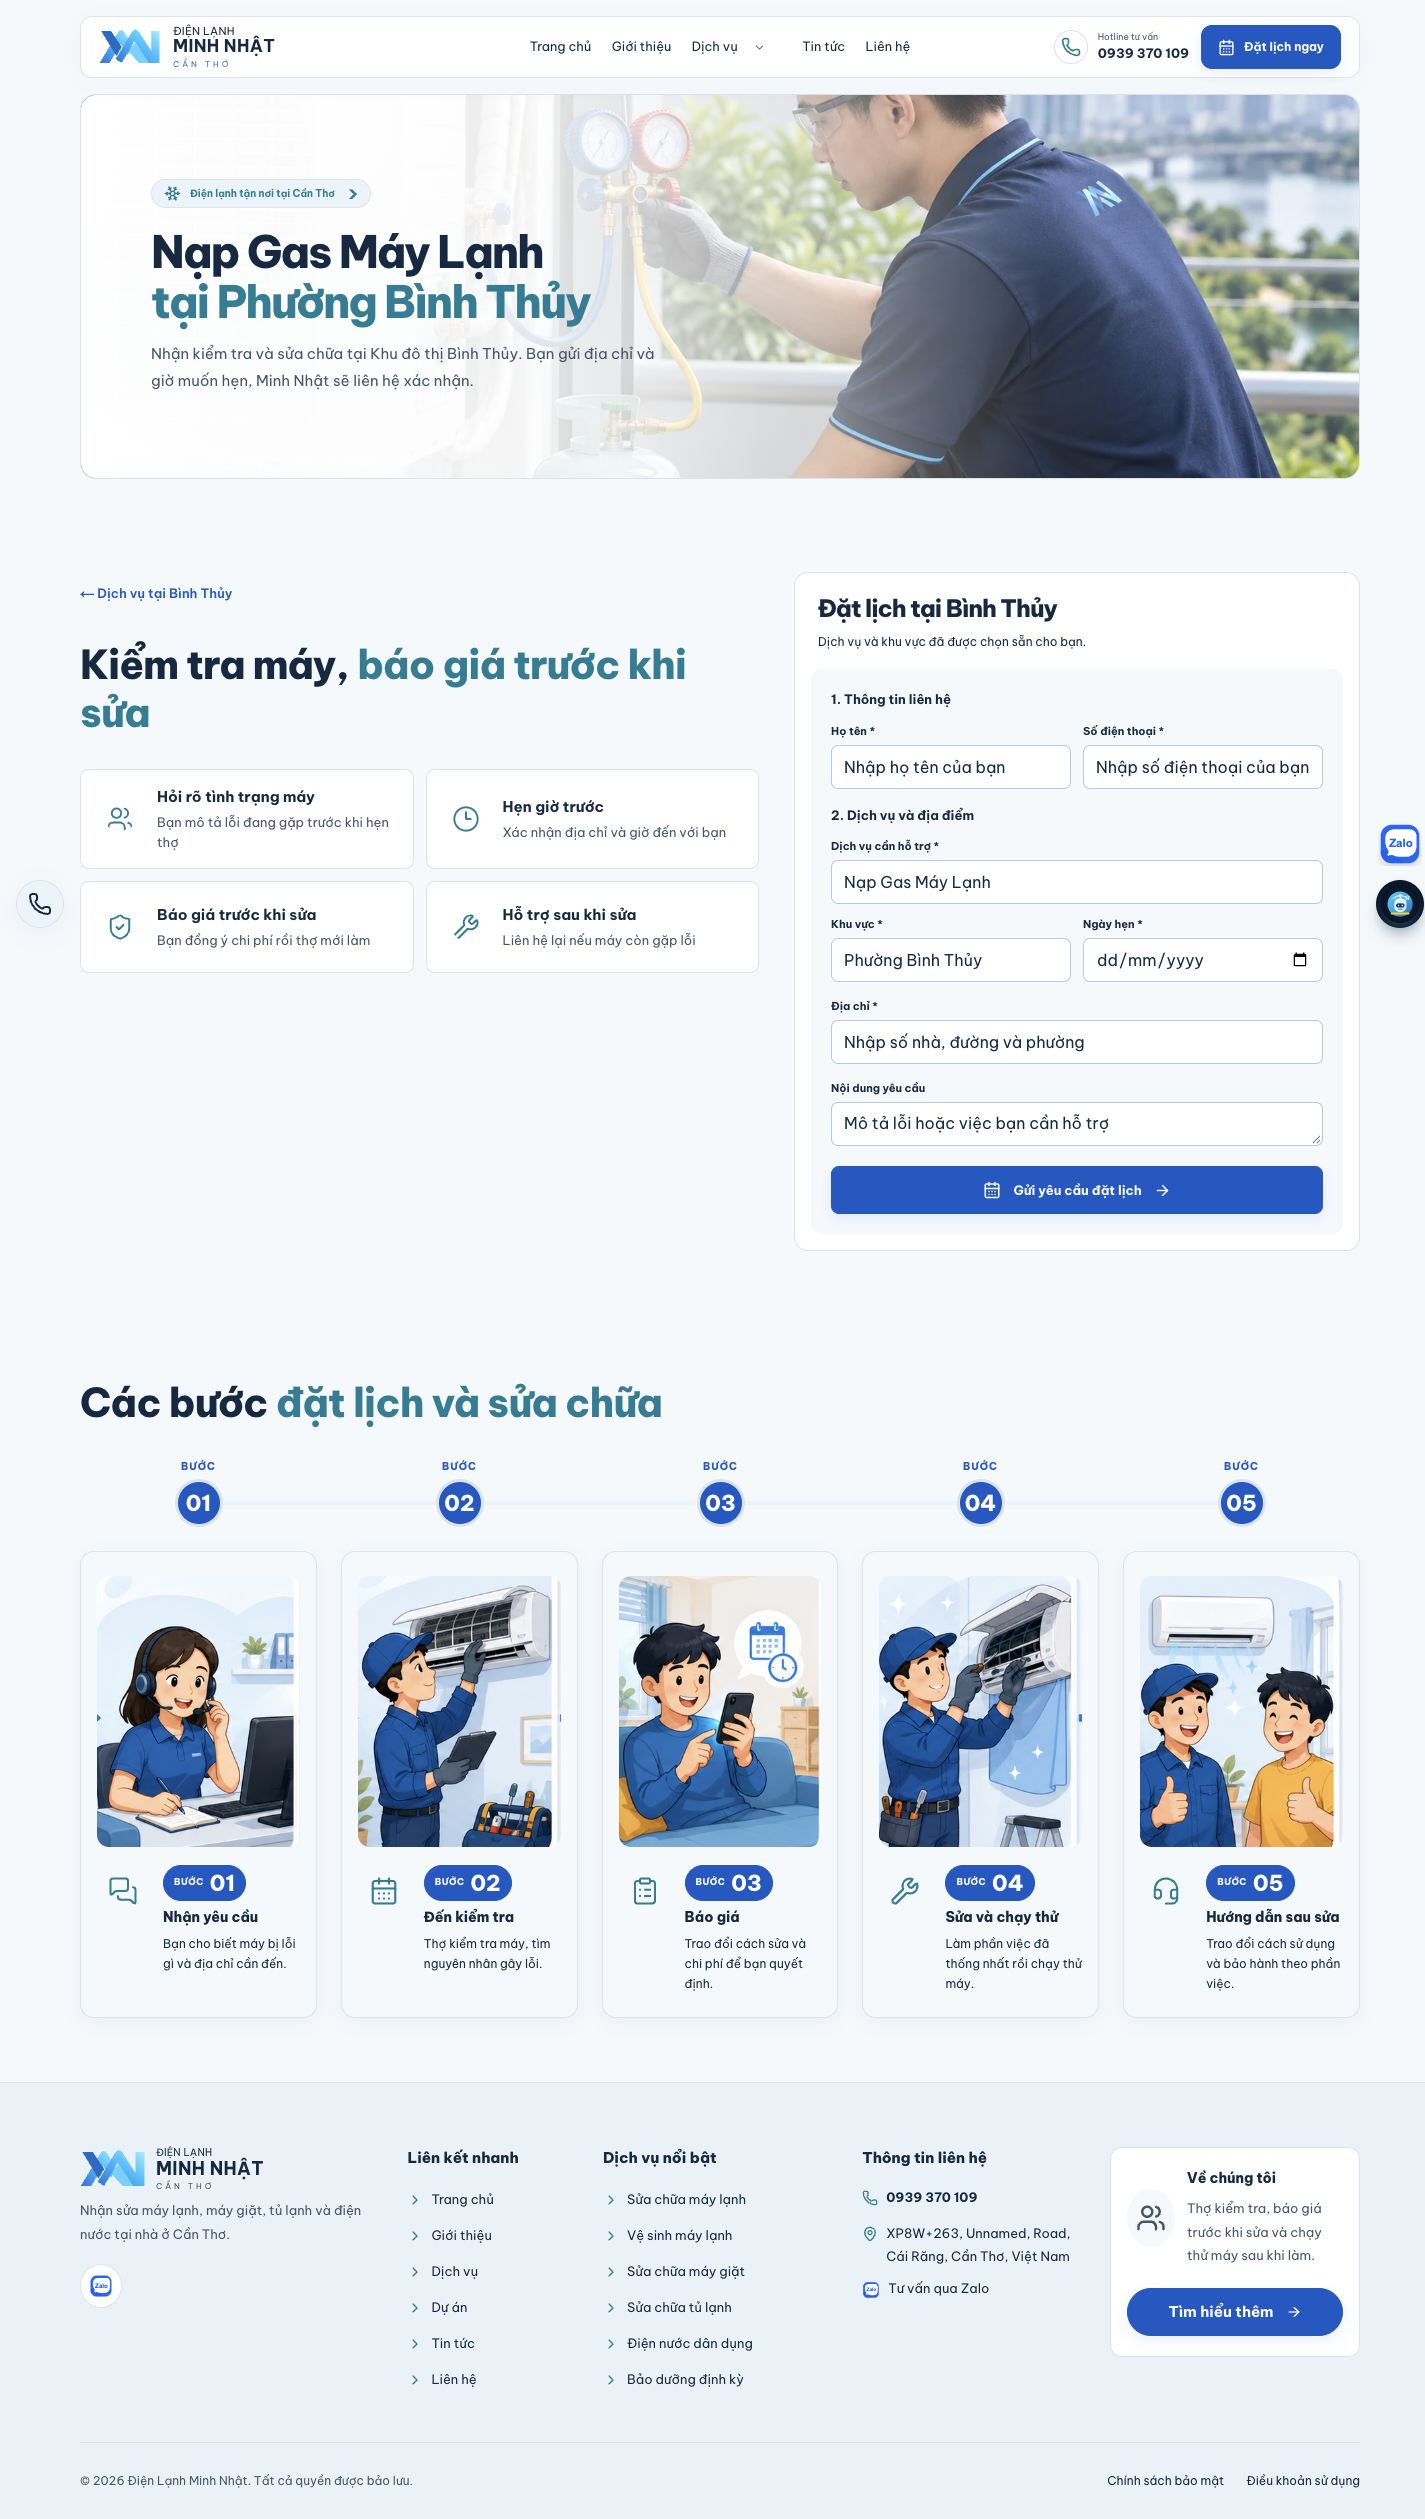 ĐIỆN LẠNH
MINH NHẬT
CẦN THƠ
Trang chủ
Giới thiệu
Dịch vụ
Tin tức
Liên hệ
Hotline tư vấn
0939 370 109
Đặt lịch ngay
Điện lạnh tận nơi tại Cần Thơ
Nạp Gas Máy Lạnh
tại Phường Bình Thủy
Nhận kiểm tra và sửa chữa tại Khu đô thị Bình Thủy. Bạn gửi địa chỉ và
giờ muốn hẹn, Minh Nhật sẽ liên hệ xác nhận.
← Dịch vụ tại Bình Thủy
Kiểm tra máy, báo giá trước khi
sửa
Hỏi rõ tình trạng máy
Bạn mô tả lỗi đang gặp trước khi hẹn
thợ
Hẹn giờ trước
Xác nhận địa chỉ và giờ đến với bạn
Báo giá trước khi sửa
Bạn đồng ý chi phí rồi thợ mới làm
Hỗ trợ sau khi sửa
Liên hệ lại nếu máy còn gặp lỗi
Đặt lịch tại Bình Thủy
Dịch vụ và khu vực đã được chọn sẵn cho bạn.
1. Thông tin liên hệ
Họ tên *
Số điện thoại *
Nhập họ tên của bạn
Nhập số điện thoại của bạn
2. Dịch vụ và địa điểm
Dịch vụ cần hỗ trợ *
Nạp Gas Máy Lạnh
Khu vực *
Ngày hẹn *
Phường Bình Thủy
dd/mm/yyyy
Địa chỉ *
Nhập số nhà, đường và phường
Nội dung yêu cầu
Mô tả lỗi hoặc việc bạn cần hỗ trợ
Gửi yêu cầu đặt lịch
Zalo
Các bước đặt lịch và sửa chữa
BƯỚC
01
BƯỚC
02
BƯỚC
03
BƯỚC
04
BƯỚC
05
BƯỚC 01
Nhận yêu cầu
Bạn cho biết máy bị lỗi
gì và địa chỉ cần đến.
BƯỚC 02
Đến kiểm tra
Thợ kiểm tra máy, tìm
nguyên nhân gây lỗi.
BƯỚC 03
Báo giá
Trao đổi cách sửa và
chi phí để bạn quyết
định.
BƯỚC 04
Sửa và chạy thử
Làm phần việc đã
thống nhất rồi chạy thử
máy.
BƯỚC 05
Hướng dẫn sau sửa
Trao đổi cách sử dụng
và bảo hành theo phần
việc.
ĐIỆN LẠNH
MINH NHẬT
CẦN THƠ
Nhận sửa máy lạnh, máy giặt, tủ lạnh và điện
nước tại nhà ở Cần Thơ.
Zalo
Liên kết nhanh
Trang chủ
Giới thiệu
Dịch vụ
Dự án
Tin tức
Liên hệ
Dịch vụ nổi bật
Sửa chữa máy lạnh
Vệ sinh máy lạnh
Sửa chữa máy giặt
Sửa chữa tủ lạnh
Điện nước dân dụng
Bảo dưỡng định kỳ
Thông tin liên hệ
0939 370 109
XP8W+263, Unnamed, Road,
Cái Răng, Cần Thơ, Việt Nam
Zalo
Tư vấn qua Zalo
Về chúng tôi
Thợ kiểm tra, báo giá
trước khi sửa và chạy
thử máy sau khi làm.
Tìm hiểu thêm
© 2026 Điện Lạnh Minh Nhật. Tất cả quyền được bảo lưu.
Chính sách bảo mật
Điều khoản sử dụng